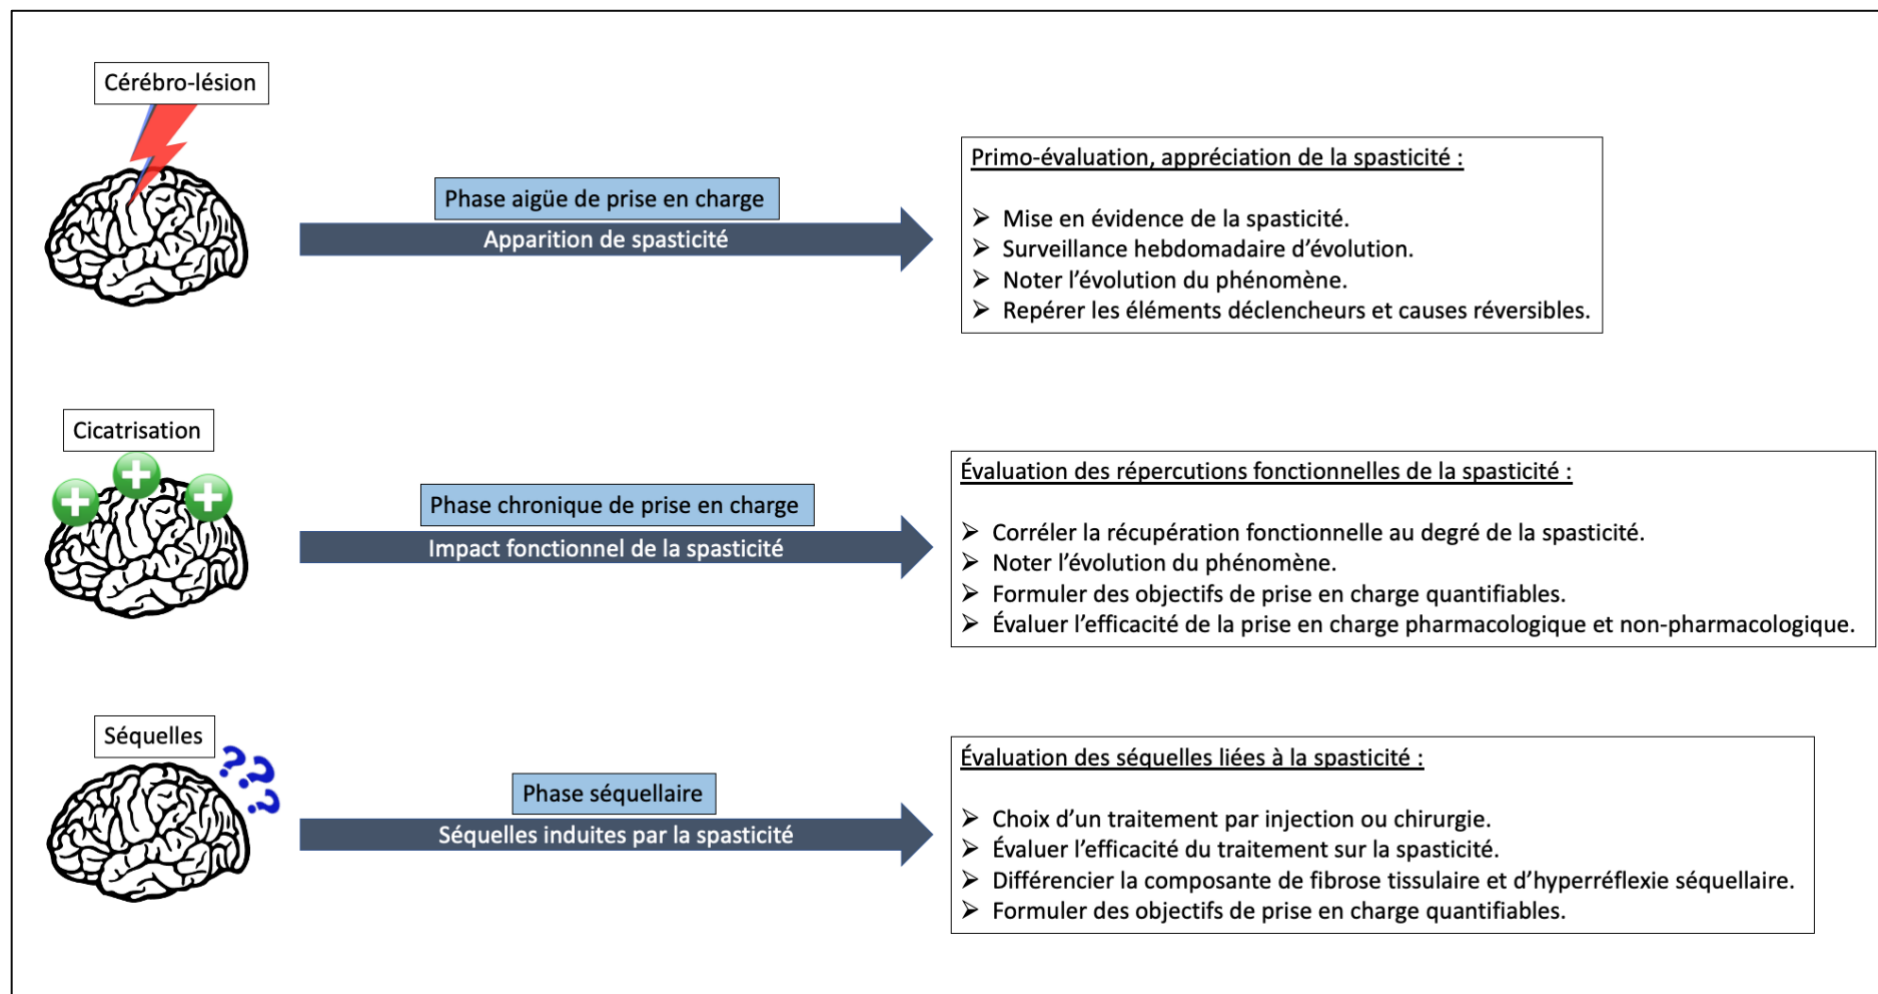 Cérébro-lésion
Phase aigüe de prise en charge
Apparition de spasticité
Primo-évaluation, appréciation de la spasticité :
➢ Mise en évidence de la spasticité.
➢ Surveillance hebdomadaire d’évolution.
➢ Noter l’évolution du phénomène.
➢ Repérer les éléments déclencheurs et causes réversibles.
Cicatrisation
Phase chronique de prise en charge
Impact fonctionnel de la spasticité
Évaluation des répercutions fonctionnelles de la spasticité :
➢ Corréler la récupération fonctionnelle au degré de la spasticité.
➢ Noter l’évolution du phénomène.
➢ Formuler des objectifs de prise en charge quantifiables.
➢ Évaluer l’efficacité de la prise en charge pharmacologique et non-pharmacologique.
Séquelles
???
Phase séquellaire
Séquelles induites par la spasticité
Évaluation des séquelles liées à la spasticité :
➢ Choix d’un traitement par injection ou chirurgie.
➢ Évaluer l’efficacité du traitement sur la spasticité.
➢ Différencier la composante de fibrose tissulaire et d’hyperréflexie séquellaire.
➢ Formuler des objectifs de prise en charge quantifiables.